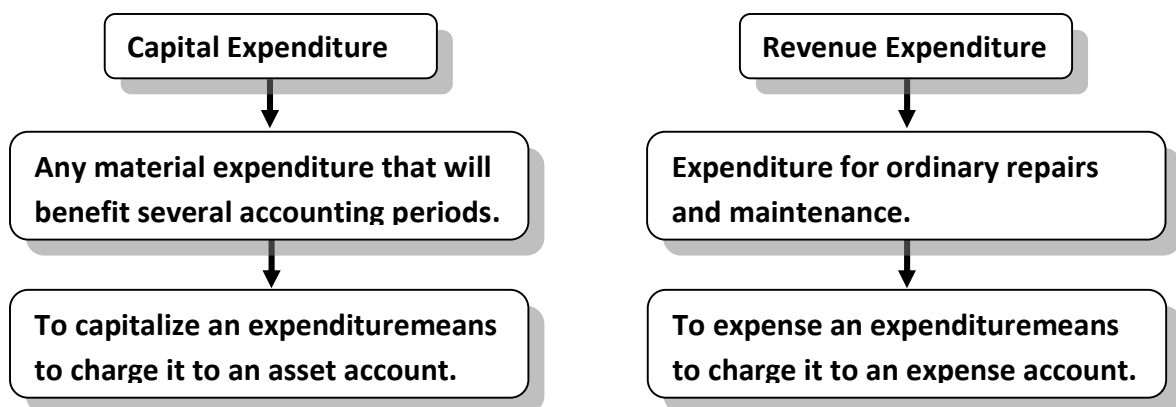 Capital Expenditure
Any material expenditure that will
benefit several accounting periods.
To capitalize an expendituremeans
to charge it to an asset account.
Revenue Expenditure
Expenditure for ordinary repairs
and maintenance.
To expense an expendituremeans
to charge it to an expense account.